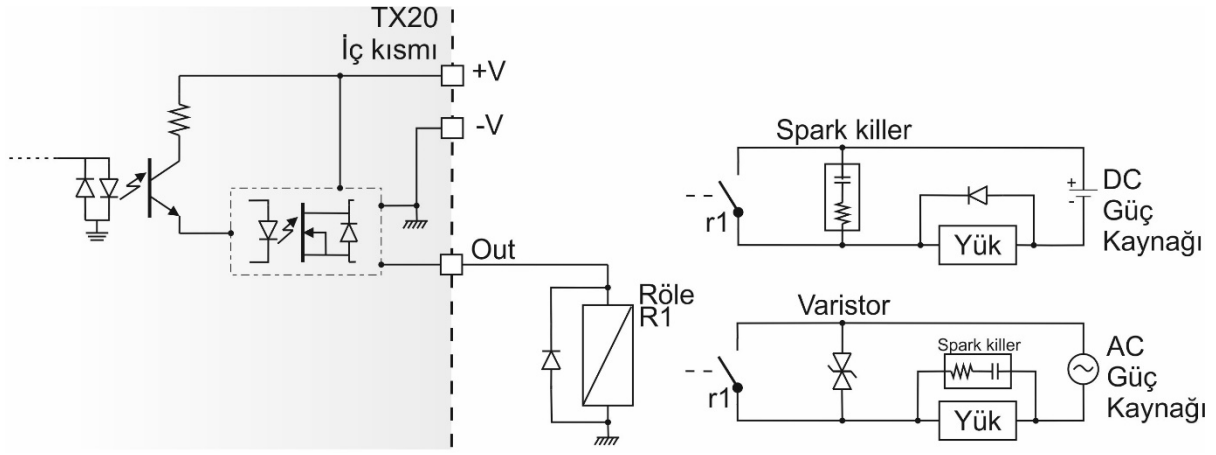 TX20
İç kısmı
+V
-V
Out
Röle
R1
Spark killer
r1
Yük
+
-
DC
Güç
Kaynağı
Varistor
Spark killer
r1
Yük
AC
Güç
Kaynağı